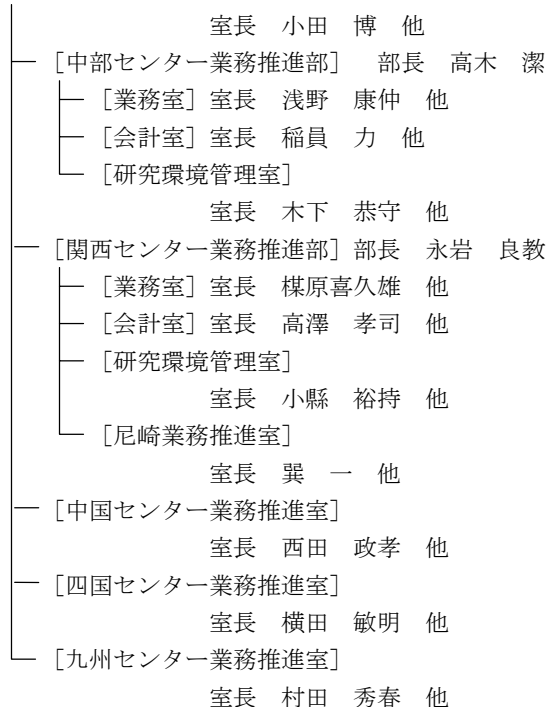 室長　小田　博　他
［中部センター業務推進部］　部長　高木　潔
［業務室］室長　浅野　康仲　他
［会計室］室長　稲員　力　他
［研究環境管理室］
室長　木下　恭守　他
［関西センター業務推進部］部長　永岩　良教
［業務室］室長　楳原喜久雄　他
［会計室］室長　高澤　孝司　他
［研究環境管理室］
室長　小縣　裕持　他
［尼崎業務推進室］
室長　巽　一　他
［中国センター業務推進室］
室長　西田　政孝　他
［四国センター業務推進室］
室長　横田　敏明　他
［九州センター業務推進室］
室長　村田　秀春　他